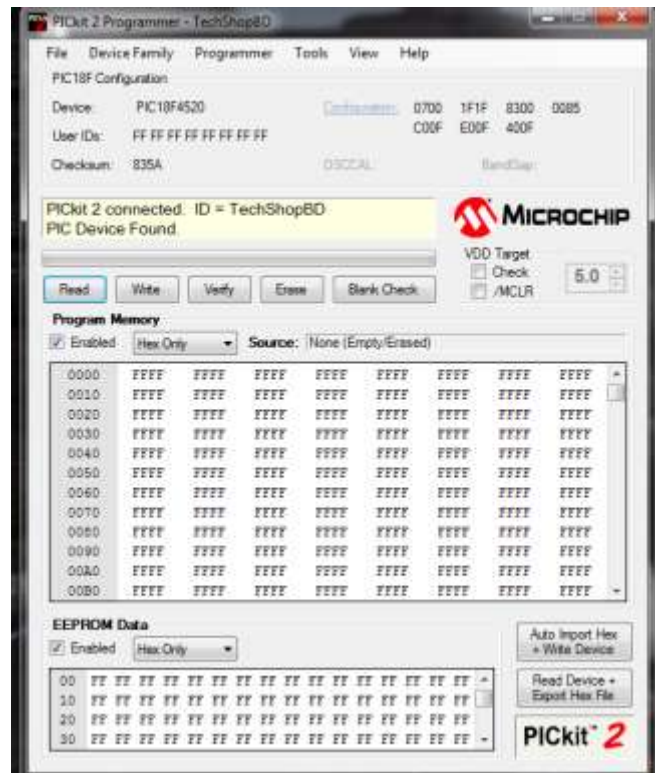 PICkit 2 Programmer - TechShopBD
File Device Family Programmer Tools View Help
PIC18F Configuration
Device: PIC18F4520 Configuration: 0700 1F1F 8300 0085
User IDs: FF FF FF FF FF FF FF FF C00F E00F 400F
Checksum: 835A OSCCAL: BandGap:
PICkit 2 connected. ID = TechShopBD
PIC Device Found.
MICROCHIP
VDD Target
Check
/MCLR
5.0
Read Write Verify Erase Blank Check
Program Memory
Enabled Hex Only Source: None (Empty/Erased)
0000 FFFF FFFF FFFF FFFF FFFF FFFF FFFF FFFF
0010 FFFF FFFF FFFF FFFF FFFF FFFF FFFF FFFF
0020 FFFF FFFF FFFF FFFF FFFF FFFF FFFF FFFF
0030 FFFF FFFF FFFF FFFF FFFF FFFF FFFF FFFF
0040 FFFF FFFF FFFF FFFF FFFF FFFF FFFF FFFF
0050 FFFF FFFF FFFF FFFF FFFF FFFF FFFF FFFF
0060 FFFF FFFF FFFF FFFF FFFF FFFF FFFF FFFF
0070 FFFF FFFF FFFF FFFF FFFF FFFF FFFF FFFF
0080 FFFF FFFF FFFF FFFF FFFF FFFF FFFF FFFF
0090 FFFF FFFF FFFF FFFF FFFF FFFF FFFF FFFF
00A0 FFFF FFFF FFFF FFFF FFFF FFFF FFFF FFFF
00B0 FFFF FFFF FFFF FFFF FFFF FFFF FFFF FFFF
EEPROM Data
Enabled Hex Only
00 FF FF FF FF FF FF FF FF FF FF FF FF FF FF FF FF
10 FF FF FF FF FF FF FF FF FF FF FF FF FF FF FF FF
20 FF FF FF FF FF FF FF FF FF FF FF FF FF FF FF FF
30 FF FF FF FF FF FF FF FF FF FF FF FF FF FF FF FF
Auto Import Hex
+ Write Device
Read Device +
Export Hex File
PICkit™ 2